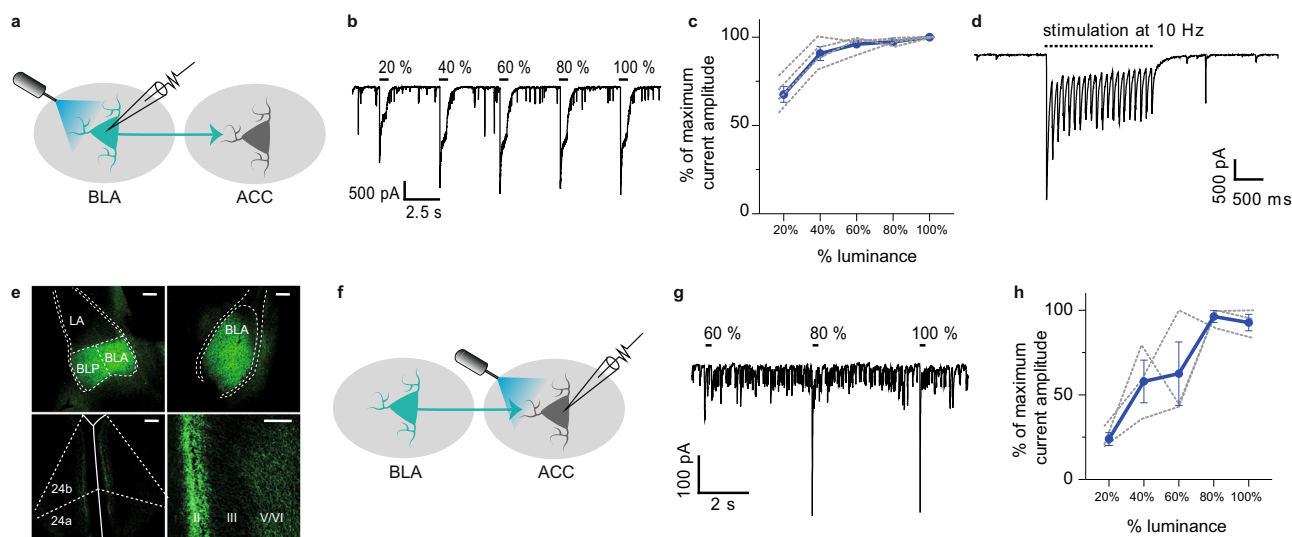 a
BLA
ACC
b
20 %
40 %
60 %
80 %
100 %
500 pA
2.5 s
c
% of maximum
current amplitude
100
50
0
20%
40%
60%
80%
100%
% luminance
d
stimulation at 10 Hz
500 pA
500 ms
e
LA
BLP
BLA
BLA
24b
24a
II
III
V/VI
f
BLA
ACC
g
60 %
80 %
100 %
100 pA
2 s
h
% of maximum
current amplitude
100
50
0
20%
40%
60%
80%
100%
% luminance